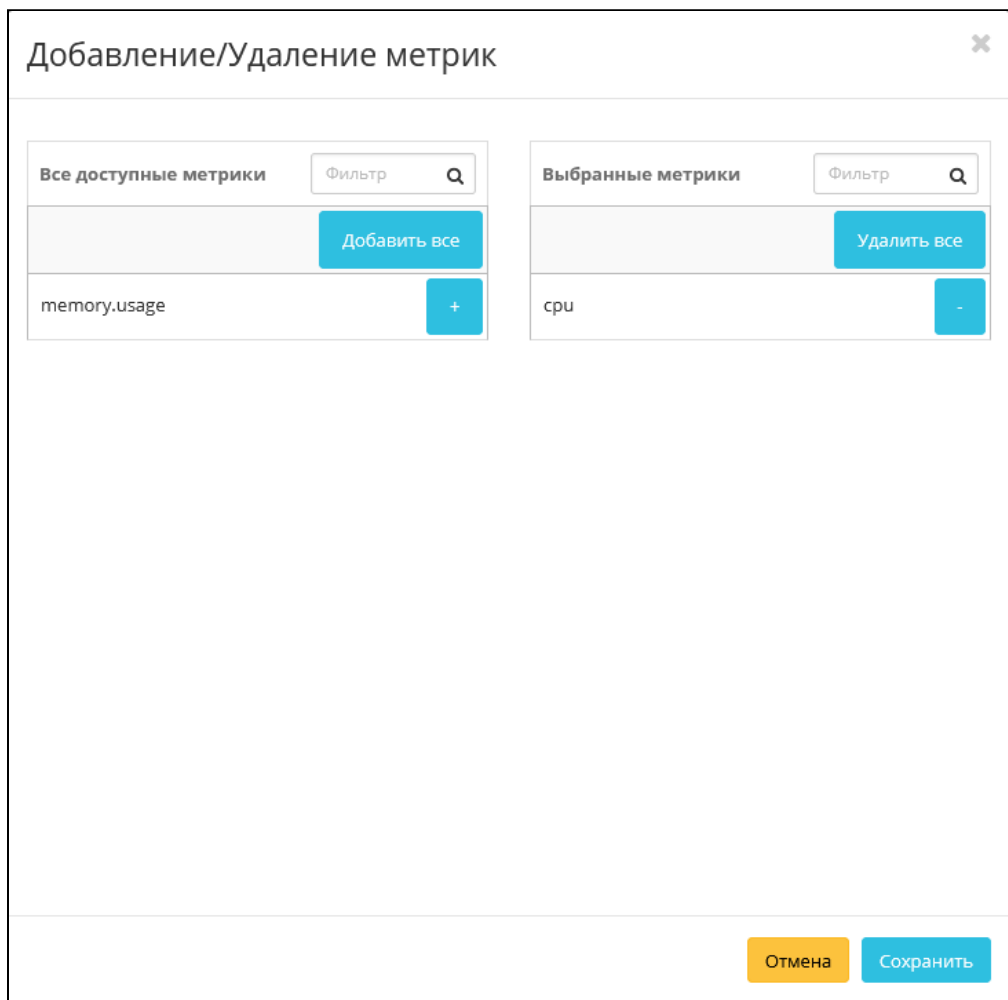 Добавление/Удаление метрик
Все доступные метрики
Фильтр
Добавить все
memory.usage
+
Выбранные метрики
Фильтр
Удалить все
cpu
-
Отмена
Сохранить